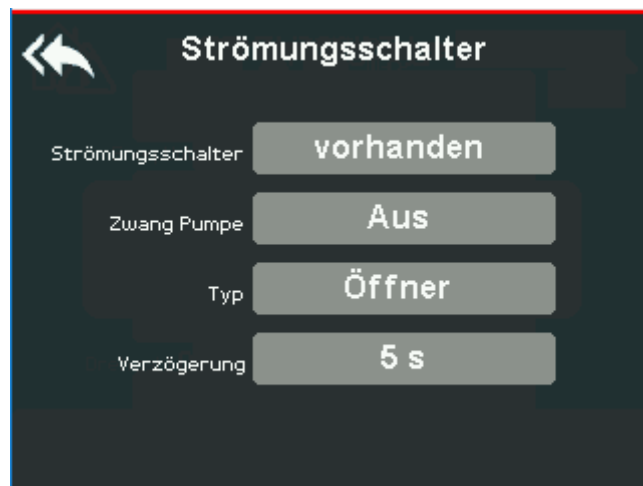 Strömungsschalter
Strömungsschalter vorhanden
Zwang Pumpe Aus
Typ Öffner
Verzögerung 5 s